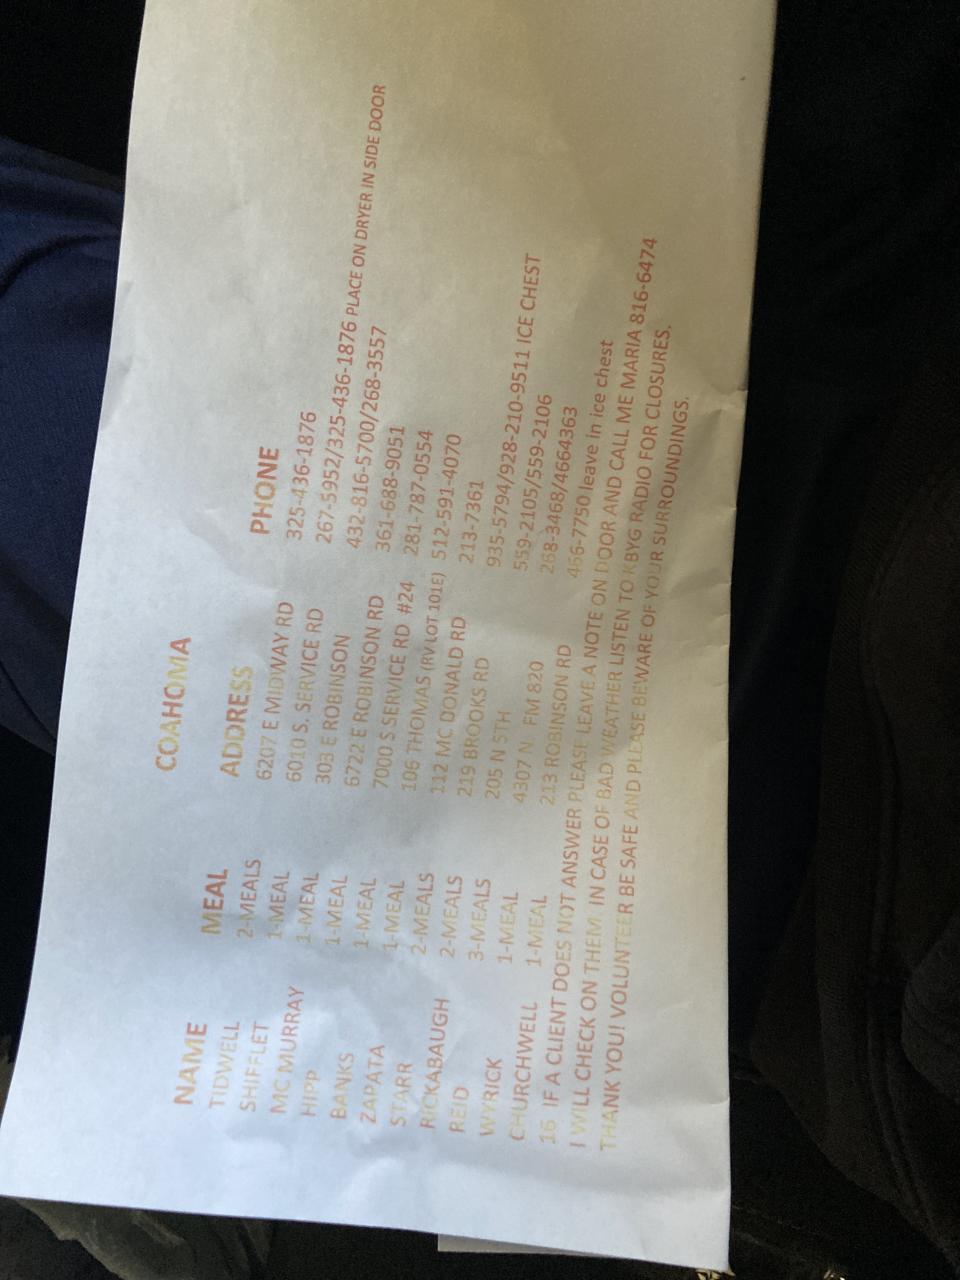 COAHOMA
NAME MEAL ADDRESS PHONE
TIDWELL 2-MEALS 6207 E MIDWAY RD 325-436-1876
SHIFFLET 1-MEAL 6010 S. SERVICE RD 267-5952/325-436-1876 PLACE ON DRYER IN SIDE DOOR
MC MURRAY 1-MEAL 303 E ROBINSON 432-816-5700/268-3557
HIPP 1-MEAL 6722 E ROBINSON RD 361-688-9051
BANKS 1-MEAL 7000 S SERVICE RD #24 281-787-0554
ZAPATA 1-MEAL 106 THOMAS (RV LOT 101E) 512-591-4070
STARR 2-MEALS 112 MC DONALD RD 213-7361
RICKABAUGH 2-MEALS 219 BROOKS RD 935-5794/928-210-9511 ICE CHEST
REID 3-MEALS 205 N 5TH 559-2105/559-2106
WYRICK 1-MEAL 4307 N FM 820 268-3468/4664363
CHURCHWELL 1-MEAL 213 ROBINSON RD 466-7750 leave in ice chest
16 IF A CLIENT DOES NOT ANSWER PLEASE LEAVE A NOTE ON DOOR AND CALL ME MARIA 816-6474
I WILL CHECK ON THEM. IN CASE OF BAD WEATHER LISTEN TO KBYG RADIO FOR CLOSURES.
THANK YOU! VOLUNTEER BE SAFE AND PLEASE BEWARE OF YOUR SURROUNDINGS.